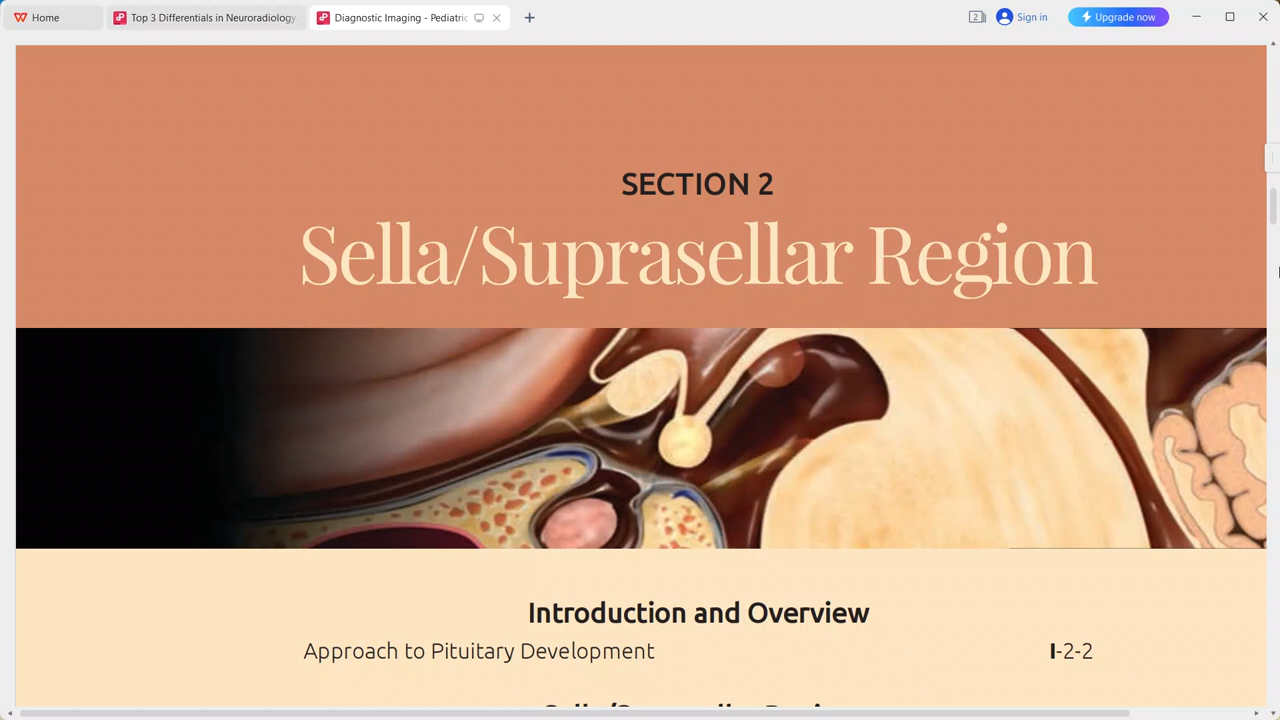 Home
Top 3 Differentials in Neuroradiology.
Diagnostic Imaging - Pediatric
2
Sign in
Upgrade now
SECTION 2
Sella/Suprasellar Region
Introduction and Overview
Approach to Pituitary Development
I-2-2